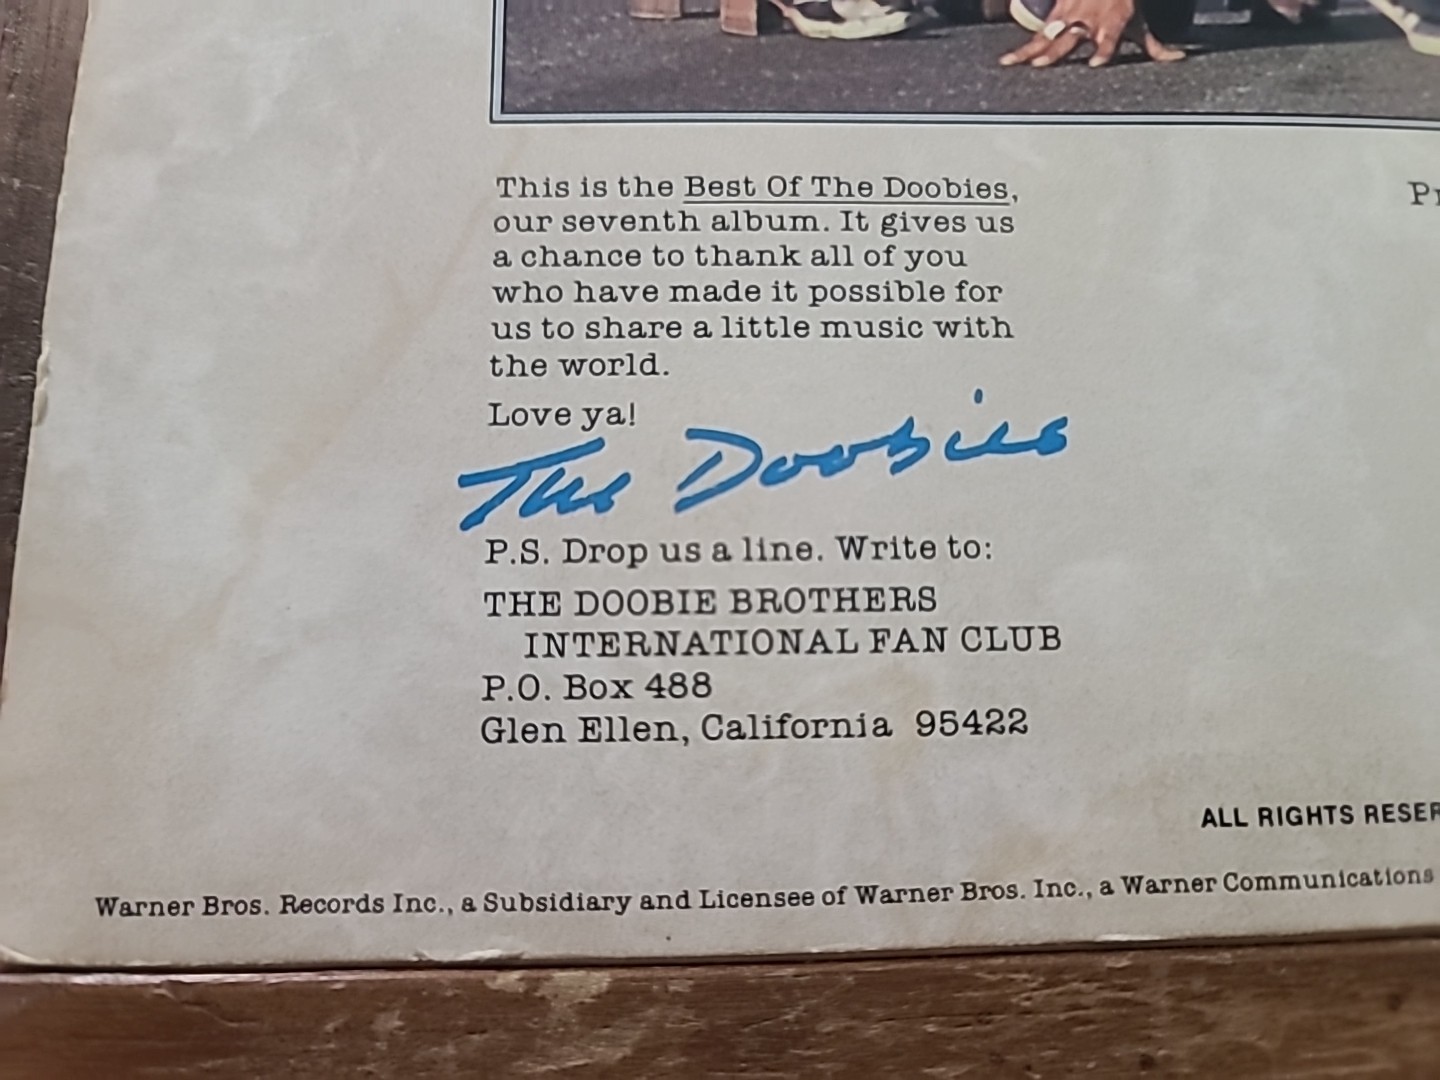 This is the Best Of The Doobies,
our seventh album. It gives us
a chance to thank all of you
who have made it possible for
us to share a little music with
the world.
Love ya!
The Doobies
P.S. Drop us a line. Write to:
THE DOOBIE BROTHERS
INTERNATIONAL FAN CLUB
P.O. Box 488
Glen Ellen, California 95422
ALL RIGHTS
Warner Bros. Records Inc., a Subsidiary and Licensee of Warner Bros. Inc., a Warner Communications